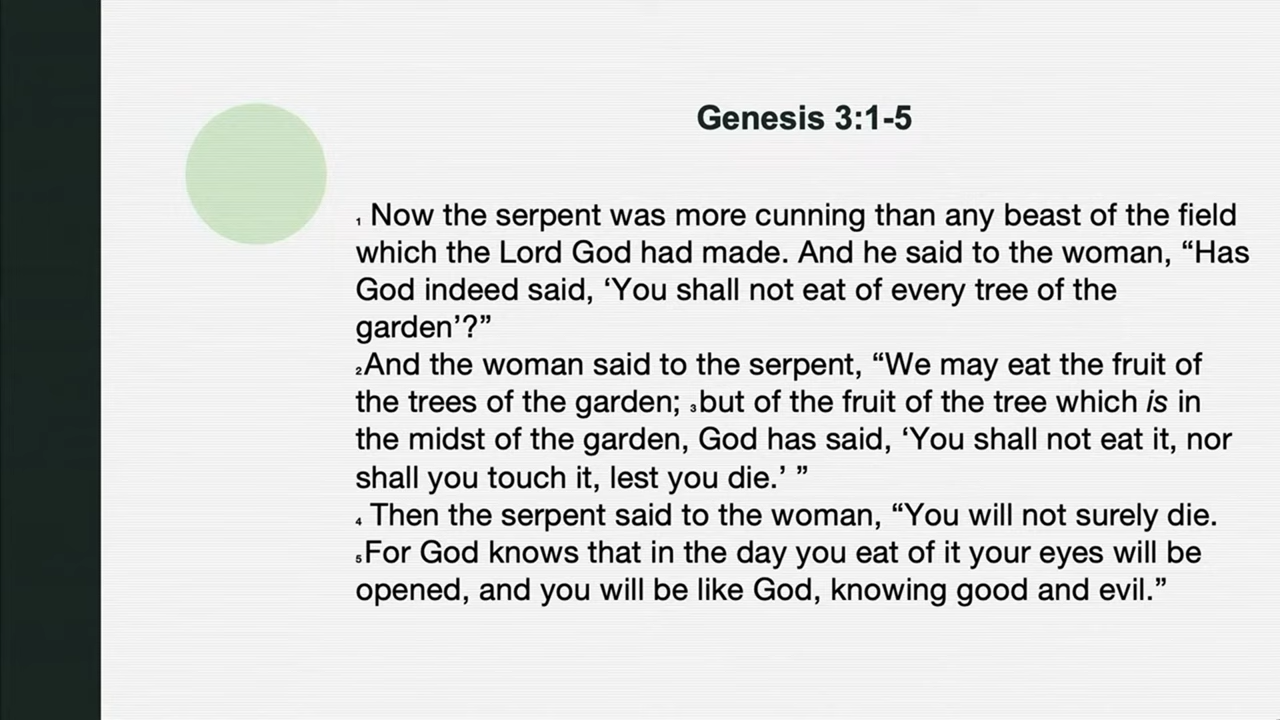 Genesis 3:1-5
1 Now the serpent was more cunning than any beast of the field
which the Lord God had made. And he said to the woman, “Has
God indeed said, ‘You shall not eat of every tree of the
garden’?”
2And the woman said to the serpent, “We may eat the fruit of
the trees of the garden; 3but of the fruit of the tree which is in
the midst of the garden, God has said, ‘You shall not eat it, nor
shall you touch it, lest you die.’ ”
4 Then the serpent said to the woman, “You will not surely die.
5For God knows that in the day you eat of it your eyes will be
opened, and you will be like God, knowing good and evil.”